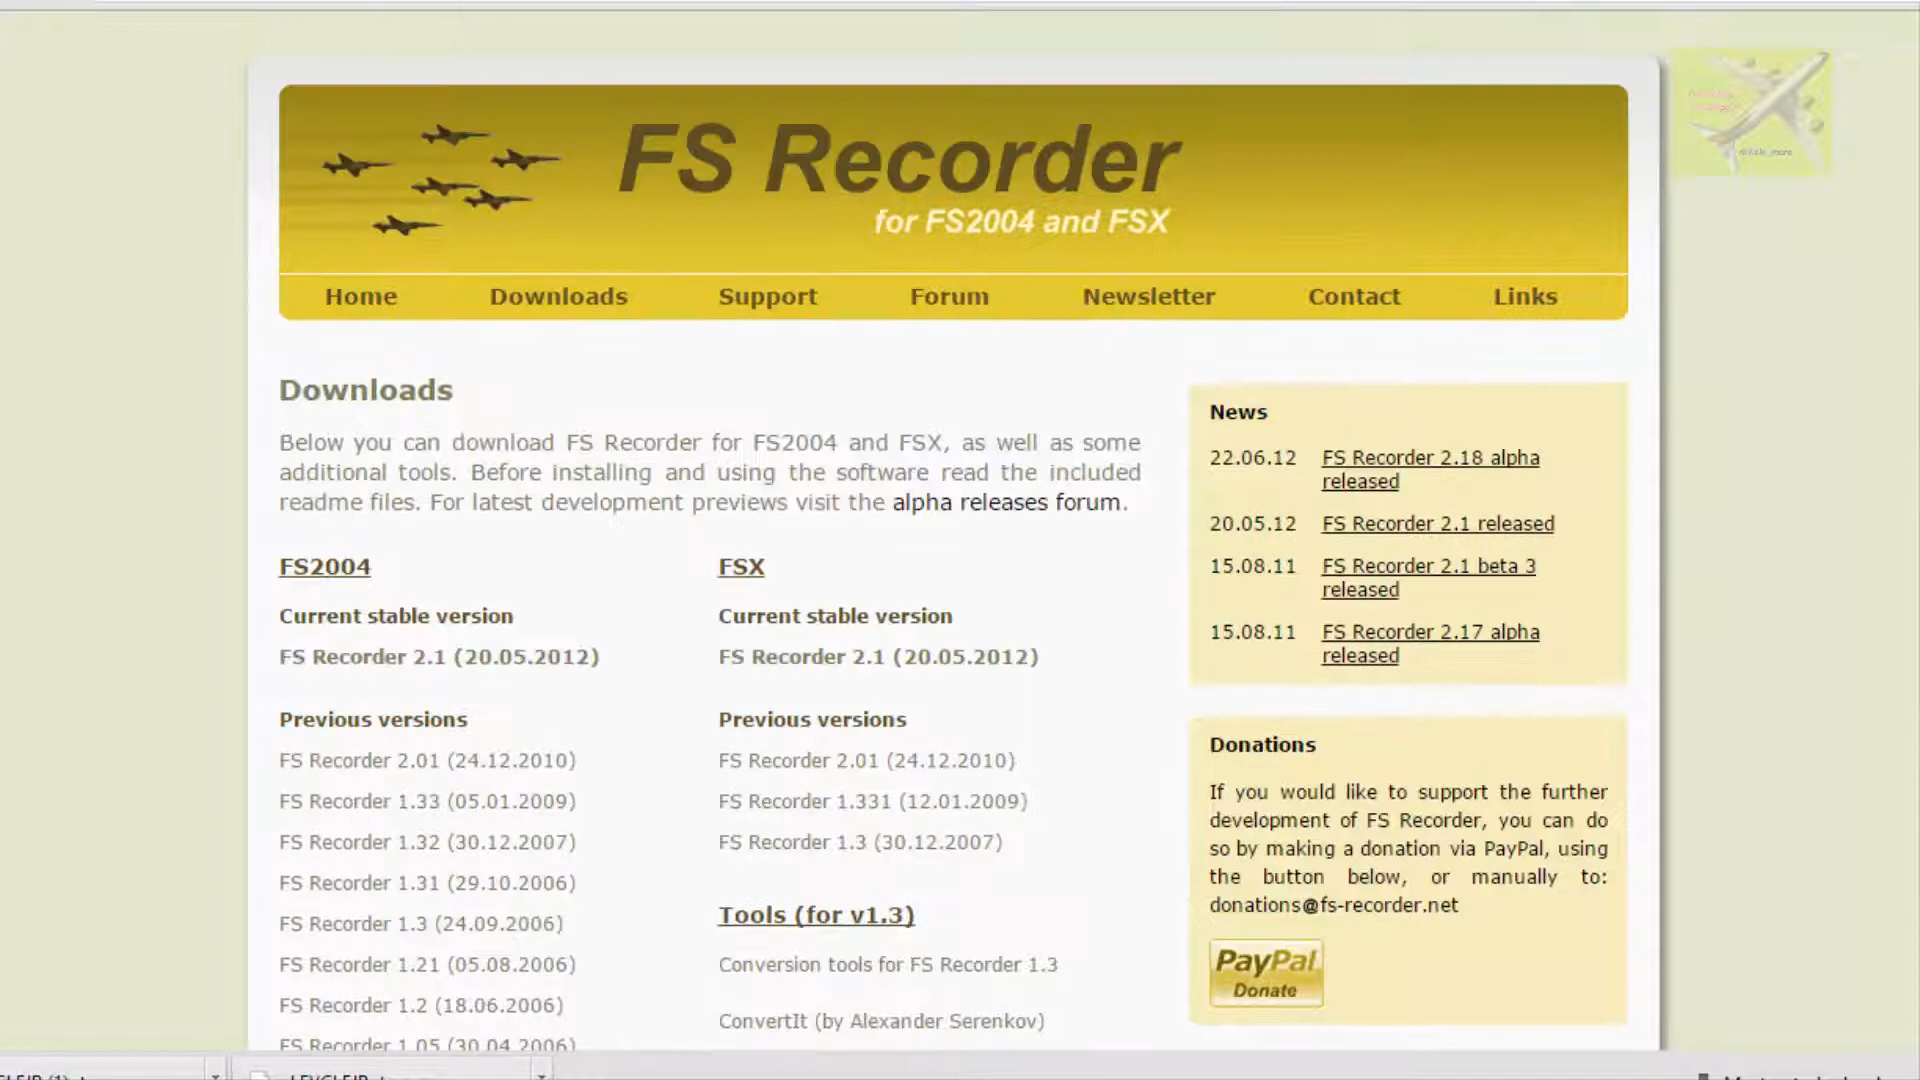 FS Recorder
for FS2004 and FSX
Home Downloads Support Forum Newsletter Contact Links
Downloads
Below you can download FS Recorder for FS2004 and FSX, as well as some
additional tools. Before installing and using the software read the included
readme files. For latest development previews visit the alpha releases forum.
FS2004
Current stable version
FS Recorder 2.1 (20.05.2012)
Previous versions
FS Recorder 2.01 (24.12.2010)
FS Recorder 1.33 (05.01.2009)
FS Recorder 1.32 (30.12.2007)
FS Recorder 1.31 (29.10.2006)
FS Recorder 1.3 (24.09.2006)
FS Recorder 1.21 (05.08.2006)
FS Recorder 1.2 (18.06.2006)
FS Recorder 1.05 (30.04.2006)
FSX
Current stable version
FS Recorder 2.1 (20.05.2012)
Previous versions
FS Recorder 2.01 (24.12.2010)
FS Recorder 1.331 (12.01.2009)
FS Recorder 1.3 (30.12.2007)
Tools (for v1.3)
Conversion tools for FS Recorder 1.3
ConvertIt (by Alexander Serenkov)
News
22.06.12 FS Recorder 2.18 alpha
released
20.05.12 FS Recorder 2.1 released
15.08.11 FS Recorder 2.1 beta 3
released
15.08.11 FS Recorder 2.17 alpha
released
Donations
If you would like to support the further
development of FS Recorder, you can do
so by making a donation via PayPal, using
the button below, or manually to:
donations@fs-recorder.net
PayPal
Donate